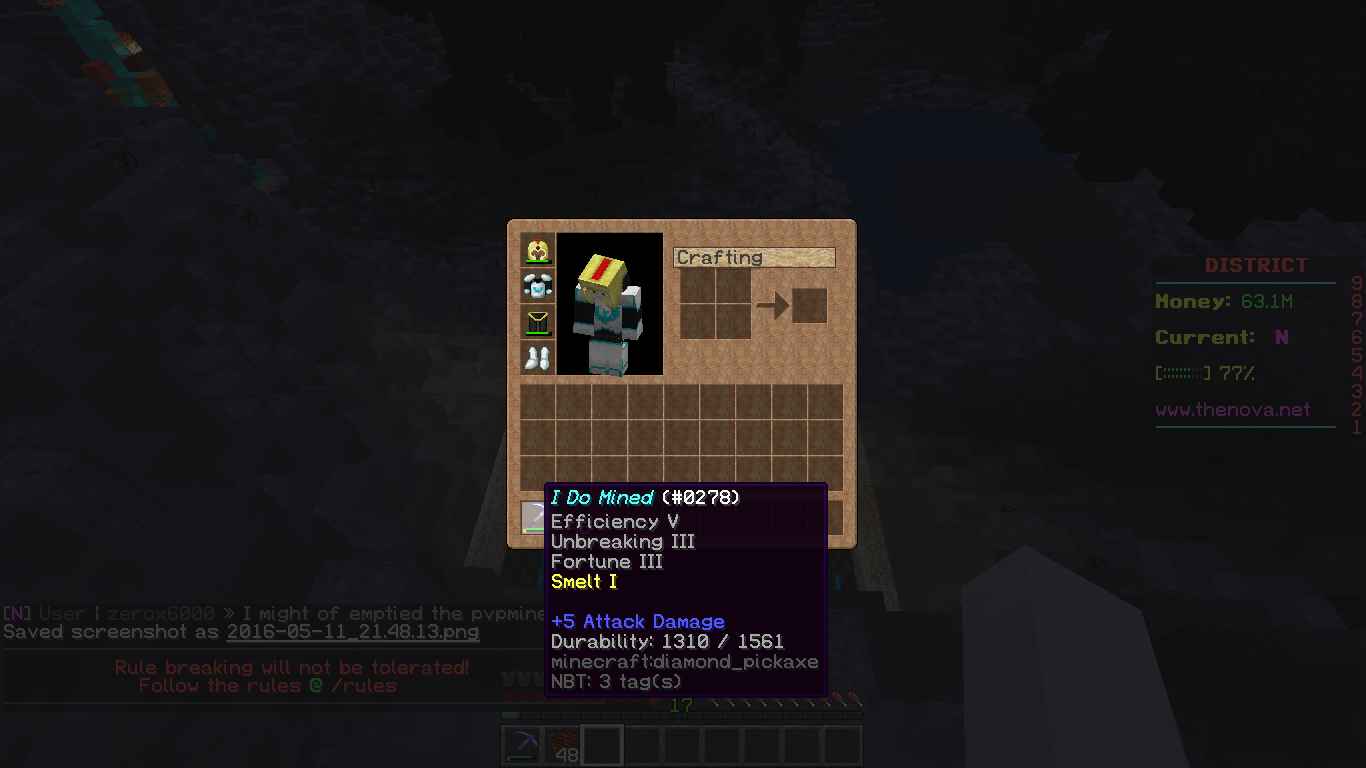 Crafting
DISTRICT
9
Money: 63.1M
8
7
Current: N
6
5
[::::::::] 77%
4
3
www.thenova.net
2
1
I Do Mined (#0278)
Efficiency V
Unbreaking III
Fortune III
Smelt I
+5 Attack Damage
Durability: 1310 / 1561
minecraft:diamond_pickaxe
NBT: 3 tag(s)
[N] User | zerox6000 » I might of emptied the pvpmine
Saved screenshot as 2016-05-11_21.48.13.png
Rule breaking will not be tolerated!
Follow the rules @ /rules
17
48